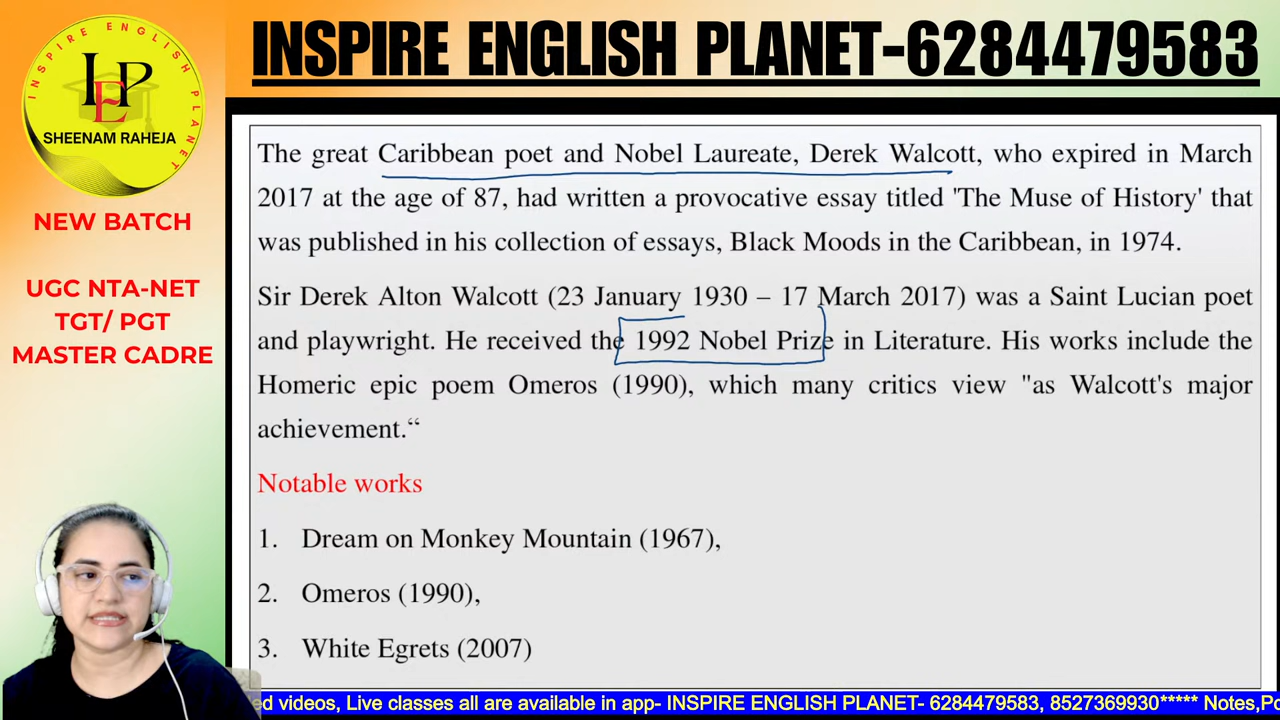 INSPIRE ENGLISH PLANET-6284479583
INSPIRE ENGLISH PLANET
IEP
SHEENAM RAHEJA
NEW BATCH
UGC NTA-NET
TGT/ PGT
MASTER CADRE
The great Caribbean poet and Nobel Laureate, Derek Walcott, who expired in March
2017 at the age of 87, had written a provocative essay titled 'The Muse of History' that
was published in his collection of essays, Black Moods in the Caribbean, in 1974.
Sir Derek Alton Walcott (23 January 1930 – 17 March 2017) was a Saint Lucian poet
and playwright. He received the 1992 Nobel Prize in Literature. His works include the
Homeric epic poem Omeros (1990), which many critics view "as Walcott's major
achievement.“
Notable works
1. Dream on Monkey Mountain (1967),
2. Omeros (1990),
3. White Egrets (2007)
ed videos, Live classes all are available in app- INSPIRE ENGLISH PLANET- 6284479583, 8527369930***** Notes,Po